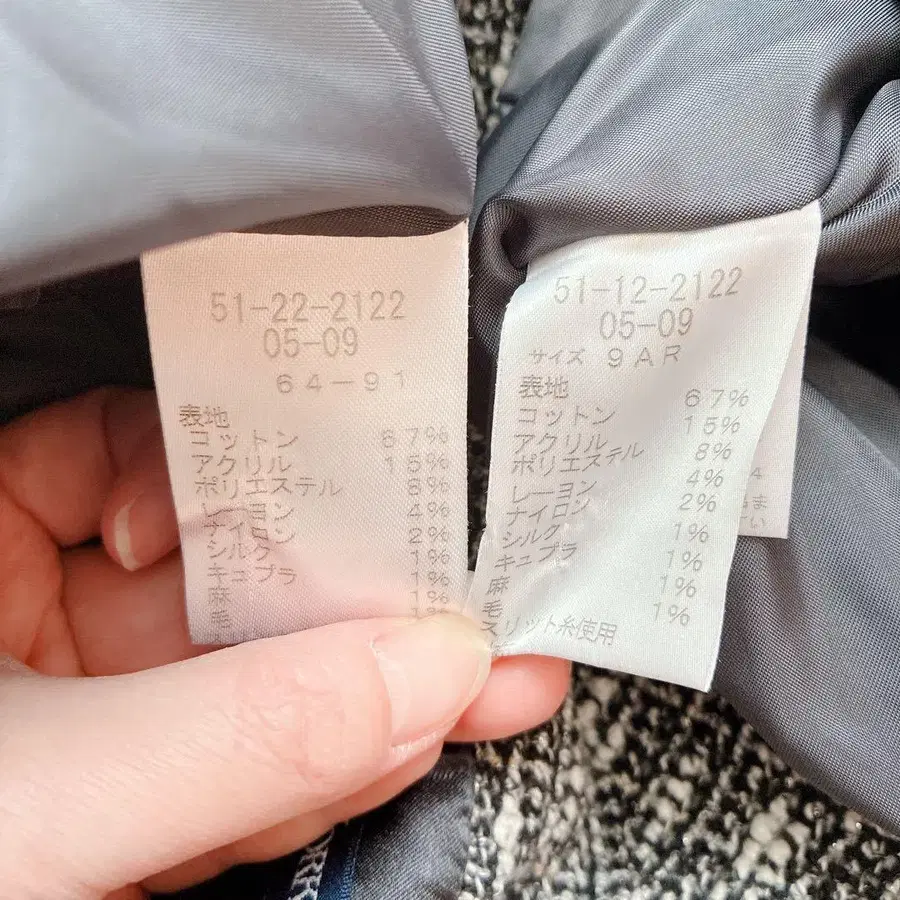 51-22-2122
05-09
64-91
表地
コットン 67%
アクリル 15%
ポリエステル 8%
レーヨン 4%
ナイロン 2%
シルク 1%
キュプラ 1%
麻 1%
毛 1%
51-12-2122
05-09
サイズ 9AR
表地
コットン 67%
アクリル 15%
ポリエステル 8%
レーヨン 4%
ナイロン 2%
シルク 1%
キュプラ 1%
麻 1%
毛 1%
スリット糸使用
4
ま
い